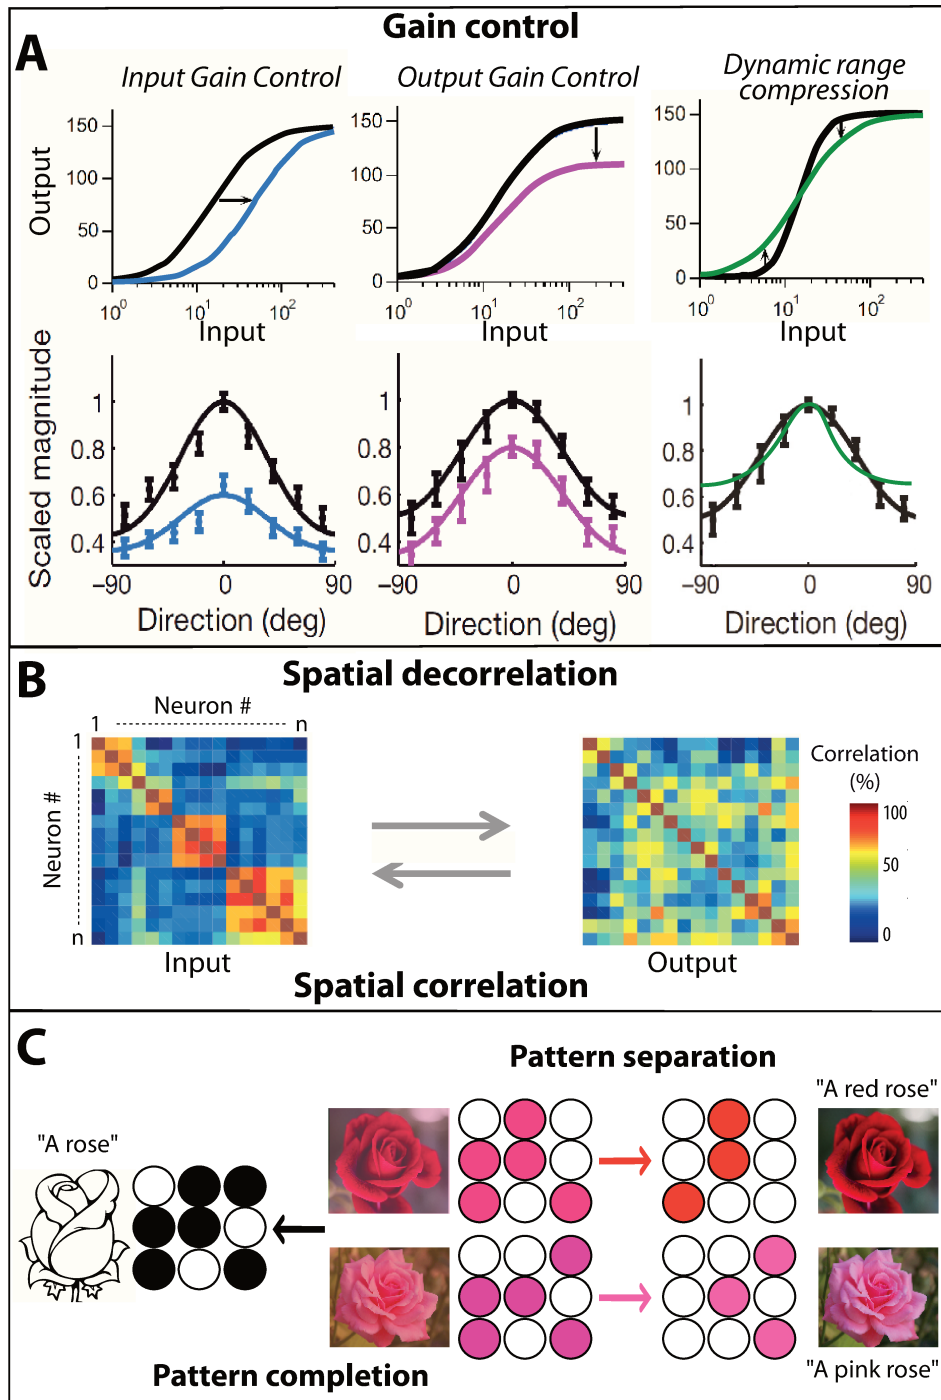 Gain control
A
Input Gain Control
Output Gain Control
Dynamic range
compression
Output
150
100
50
0
10^0
10^1
10^2
150
100
50
0
10^0
10^1
10^2
150
100
50
0
10^0
10^1
10^2
Input
Input
Input
Scaled magnitude
1
0.8
0.6
0.4
−90
0
90
1
0.8
0.6
0.4
−90
0
90
1
0.8
0.6
0.4
−90
0
90
Direction (deg)
Direction (deg)
Direction (deg)
B
Spatial decorrelation
Neuron #
1
n
Neuron #
1
n
Input
Output
Correlation
(%)
100
50
0
Spatial correlation
C
Pattern separation
"A red rose"
"A rose"
Pattern completion
"A pink rose"